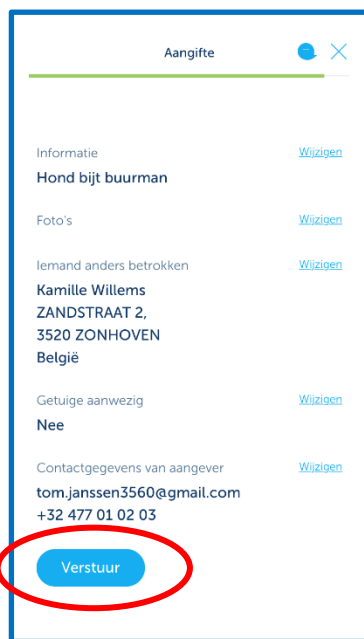 Aangifte
Informatie Wijzigen
Hond bijt buurman
Foto's Wijzigen
Iemand anders betrokken Wijzigen
Kamille Willems
ZANDSTRAAT 2,
3520 ZONHOVEN
België
Getuige aanwezig Wijzigen
Nee
Contactgegevens van aangever Wijzigen
tom.janssen3560@gmail.com
+32 477 01 02 03
Verstuur